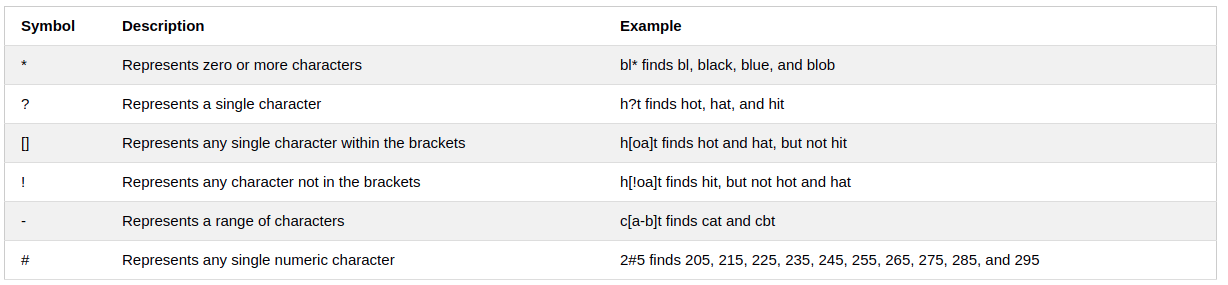 Symbol Description Example
* Represents zero or more characters bl* finds bl, black, blue, and blob
? Represents a single character h?t finds hot, hat, and hit
[] Represents any single character within the brackets h[oa]t finds hot and hat, but not hit
! Represents any character not in the brackets h[!oa]t finds hit, but not hot and hat
- Represents a range of characters c[a-b]t finds cat and cbt
# Represents any single numeric character 2#5 finds 205, 215, 225, 235, 245, 255, 265, 275, 285, and 295